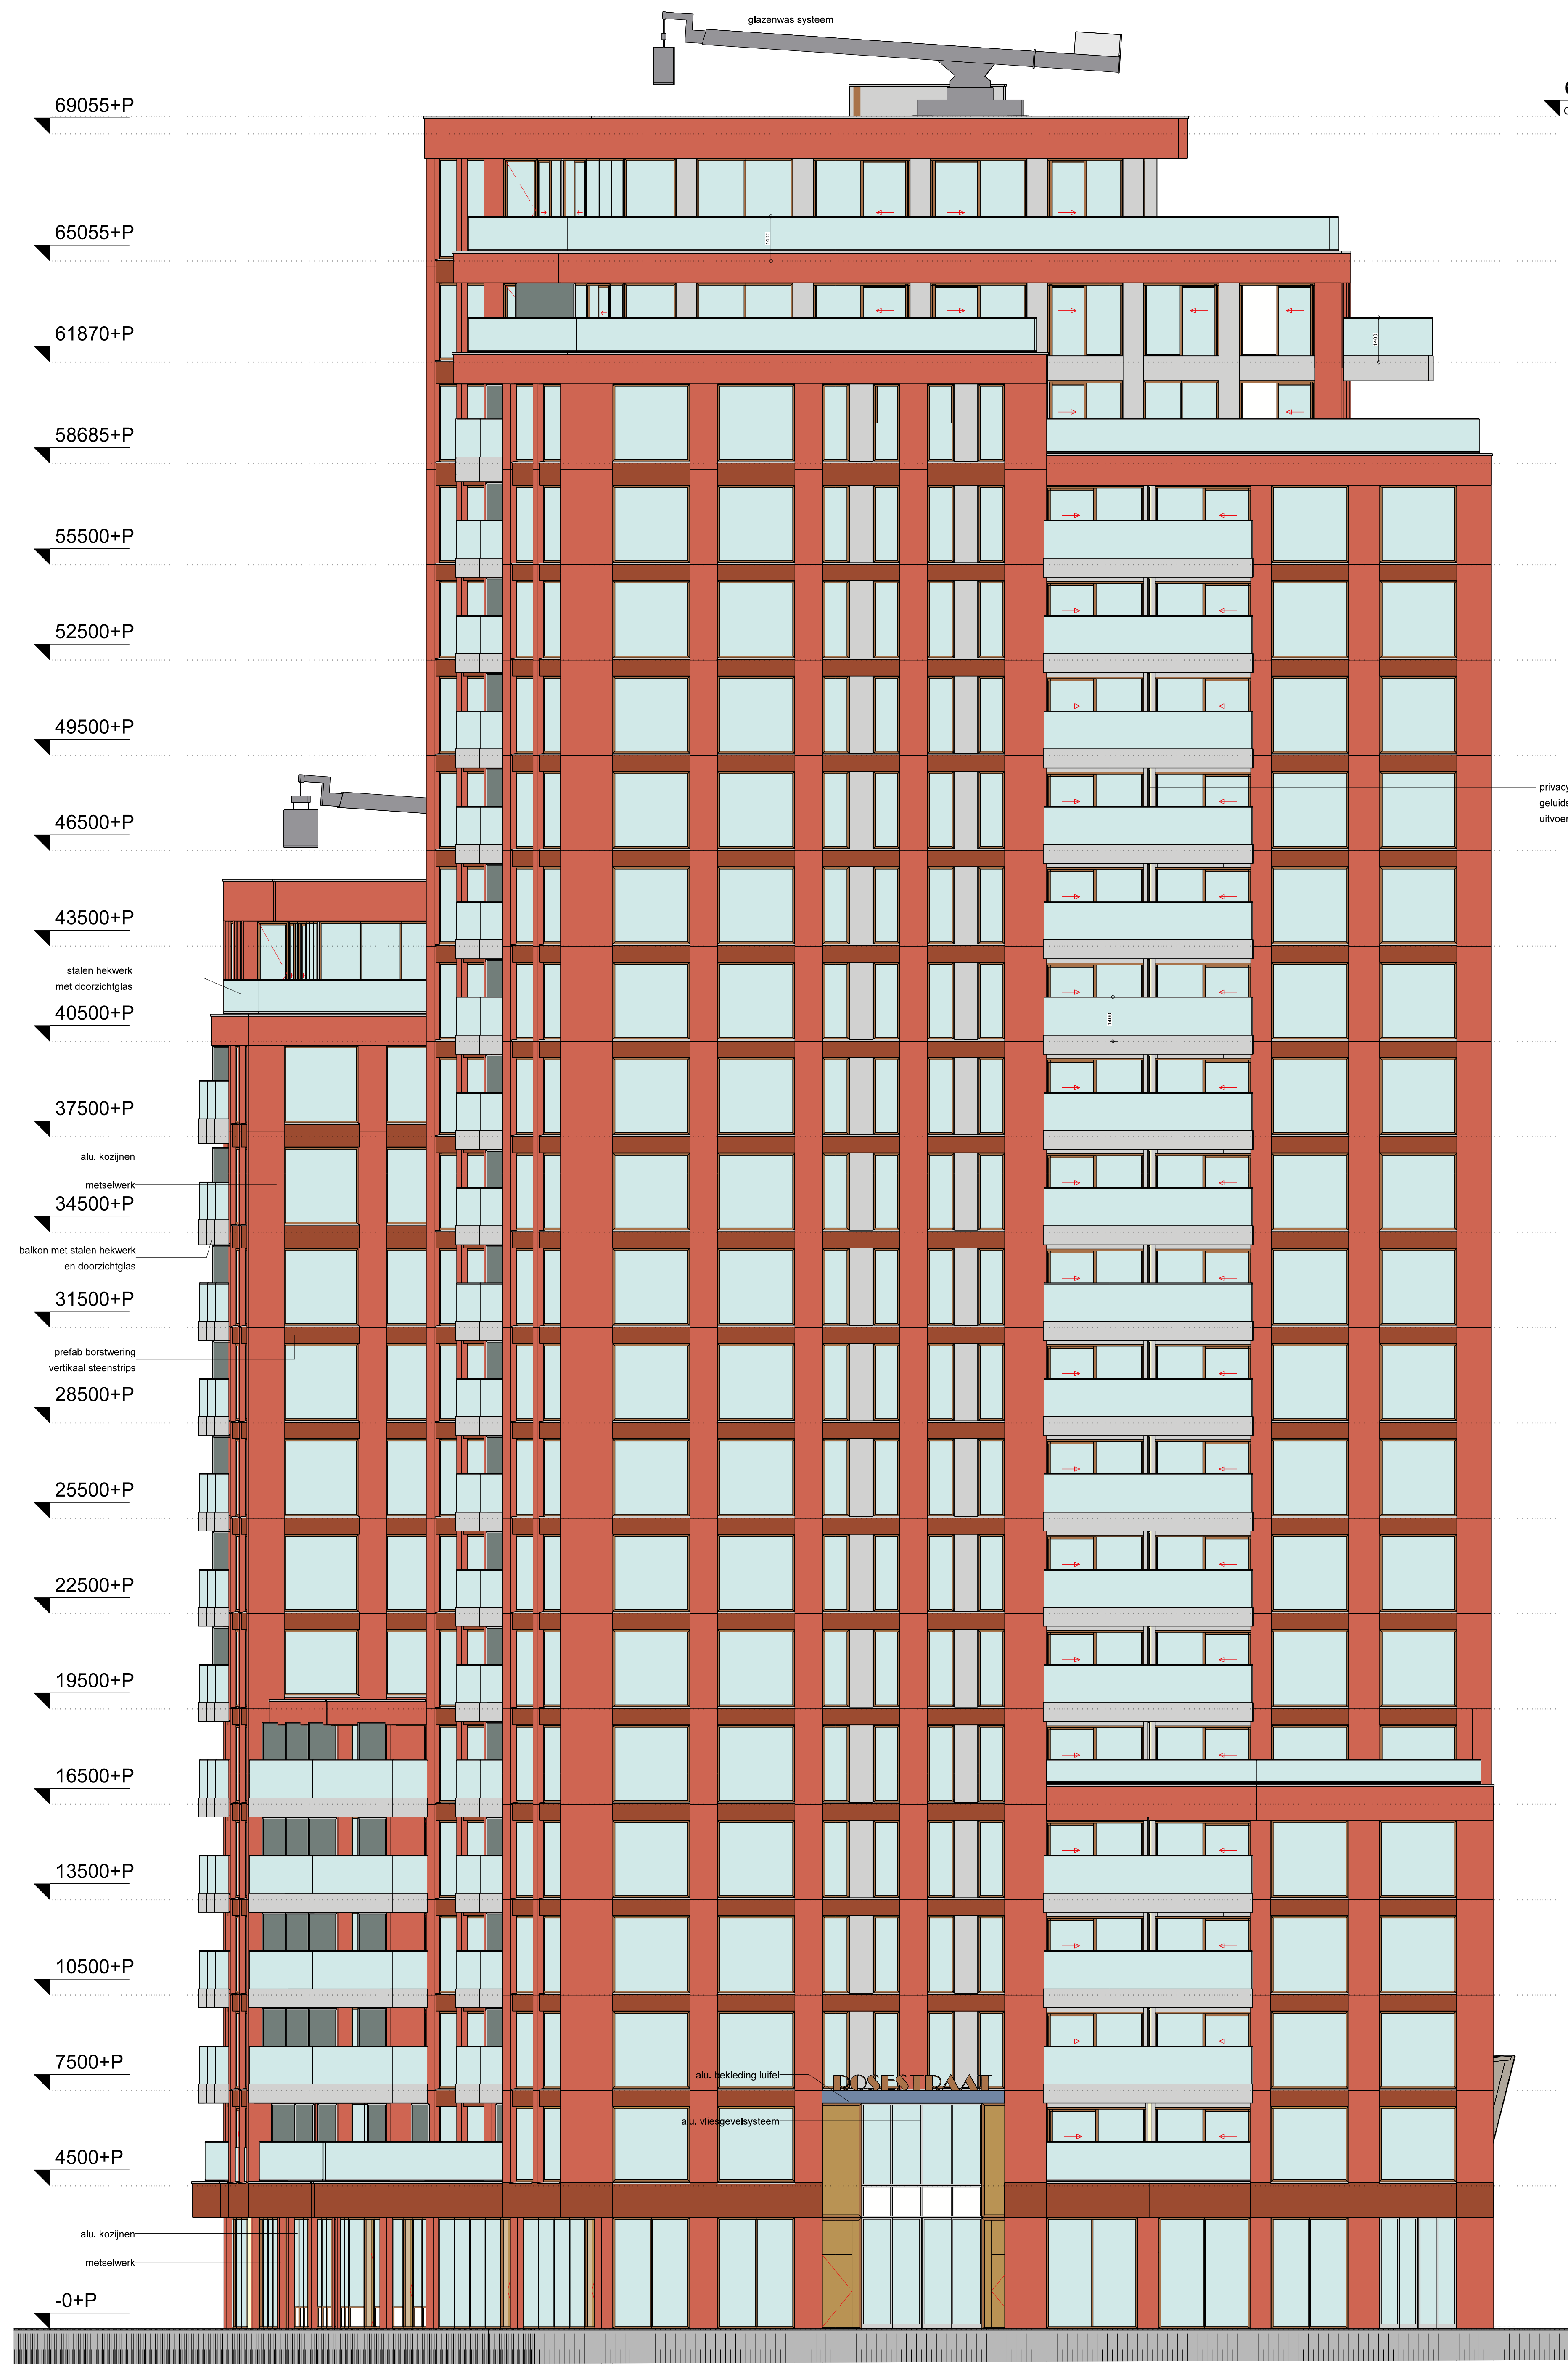 glazenwas systeem
69055+P
65055+P
1400
61870+P
1400
58685+P
55500+P
52500+P
49500+P
privacy
geluids
uitvoer
46500+P
43500+P
stalen hekwerk
met doorzichtglas
40500+P
1400
37500+P
alu. kozijnen
metselwerk
34500+P
balkon met stalen hekwerk
en doorzichtglas
31500+P
prefab borstwering
vertikaal steenstrips
28500+P
25500+P
22500+P
19500+P
16500+P
13500+P
10500+P
7500+P
alu. bekleding luifel
ROSESTRAAT
alu. vliesgevelsysteem
4500+P
alu. kozijnen
metselwerk
-0+P